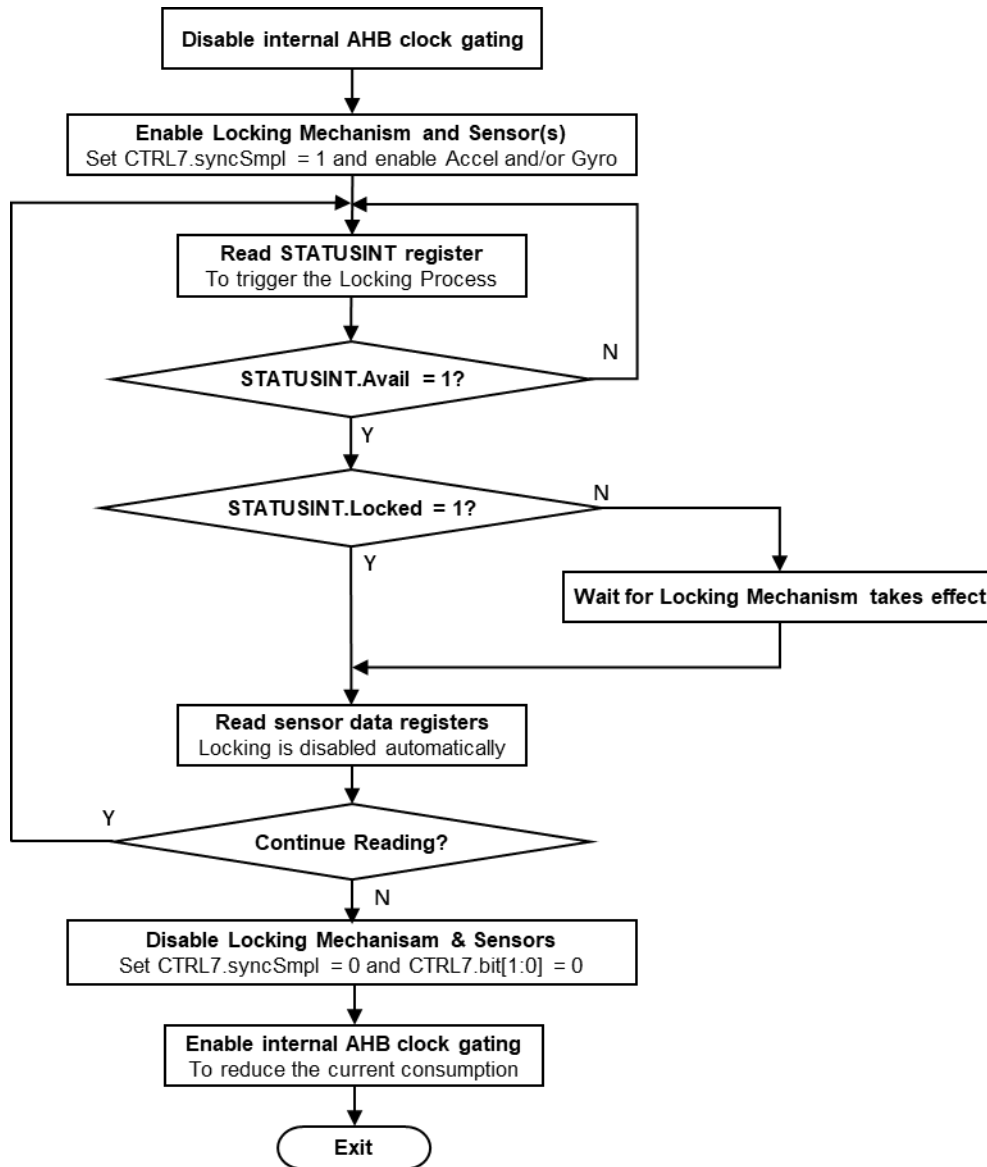 Disable internal AHB clock gating
Enable Locking Mechanism and Sensor(s)
Set CTRL7.syncSmpl = 1 and enable Accel and/or Gyro
Read STATUSINT register
To trigger the Locking Process
N
STATUSINT.Avail = 1?
Y
N
STATUSINT.Locked = 1?
Y
Wait for Locking Mechanism takes effect
Read sensor data registers
Locking is disabled automatically
Y
Continue Reading?
N
Disable Locking Mechanisam & Sensors
Set CTRL7.syncSmpl = 0 and CTRL7.bit[1:0] = 0
Enable internal AHB clock gating
To reduce the current consumption
Exit